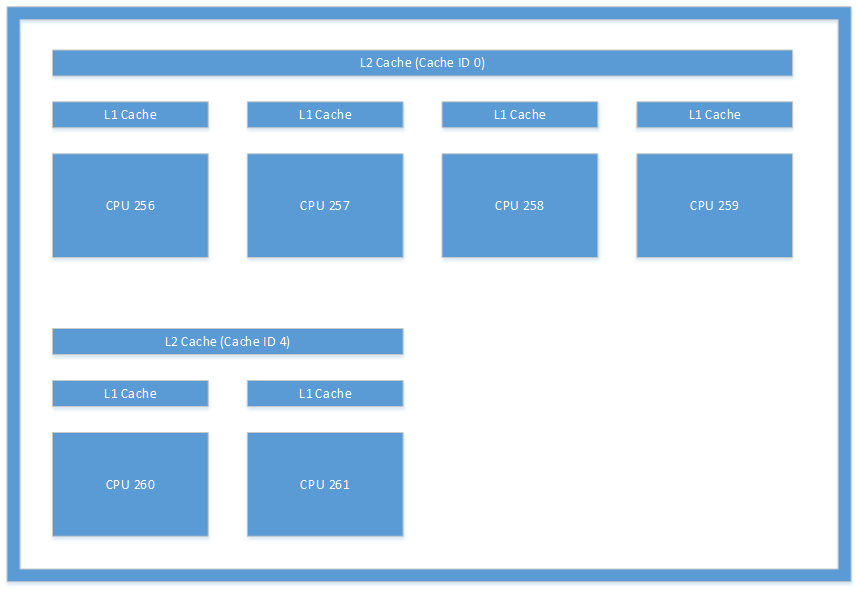 L2 Cache (Cache ID 0)
L1 Cache L1 Cache L1 Cache L1 Cache
CPU 256 CPU 257 CPU 258 CPU 259
L2 Cache (Cache ID 4)
L1 Cache L1 Cache
CPU 260 CPU 261